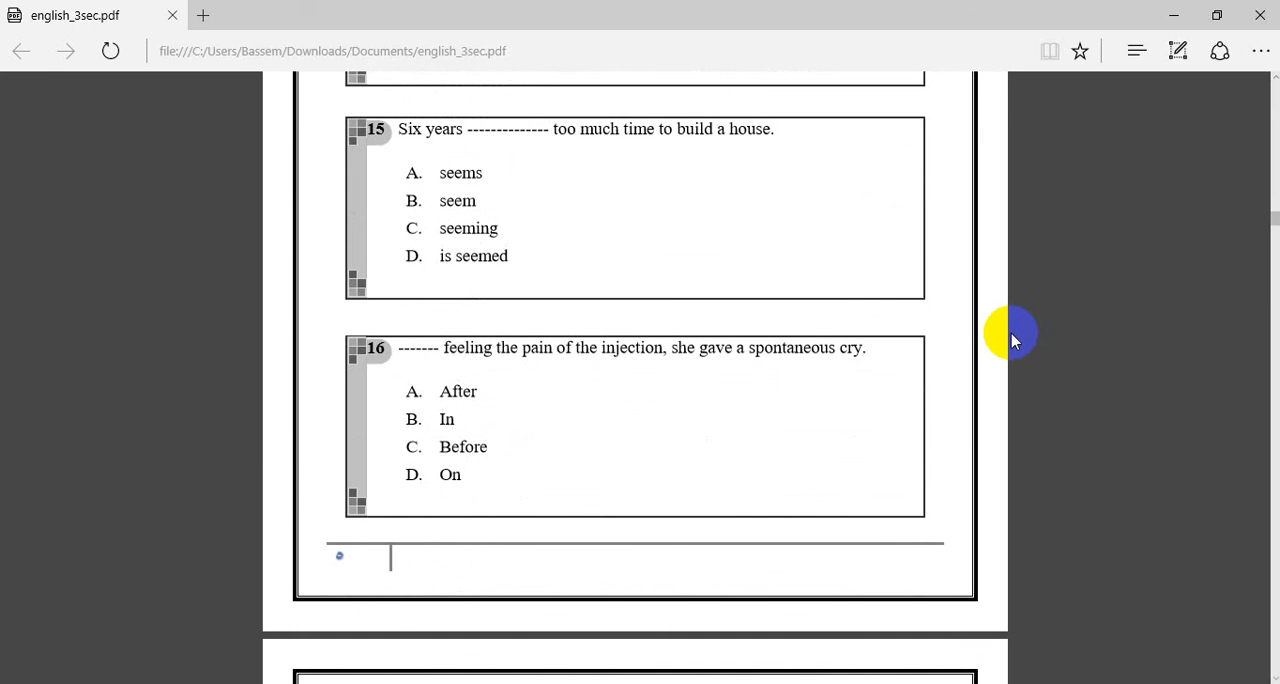 english_3sec.pdf
file:///C:/Users/Bassem/Downloads/Documents/english_3sec.pdf
15 Six years -------------- too much time to build a house.
A. seems
B. seem
C. seeming
D. is seemed
16 ------- feeling the pain of the injection, she gave a spontaneous cry.
A. After
B. In
C. Before
D. On